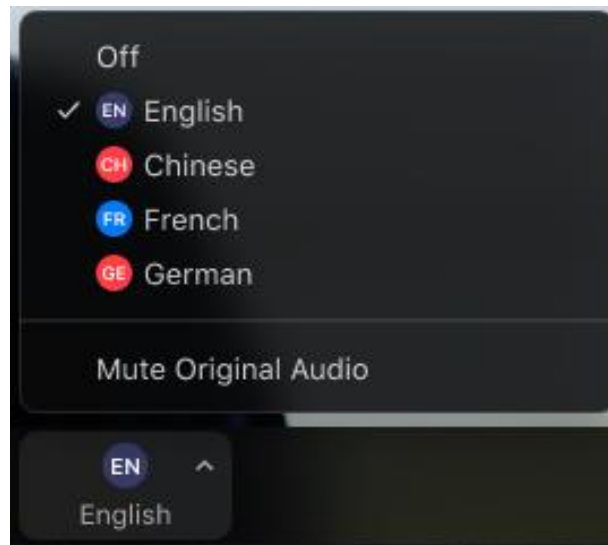 Off
EN English
CH Chinese
FR French
GE German
Mute Original Audio
EN
English